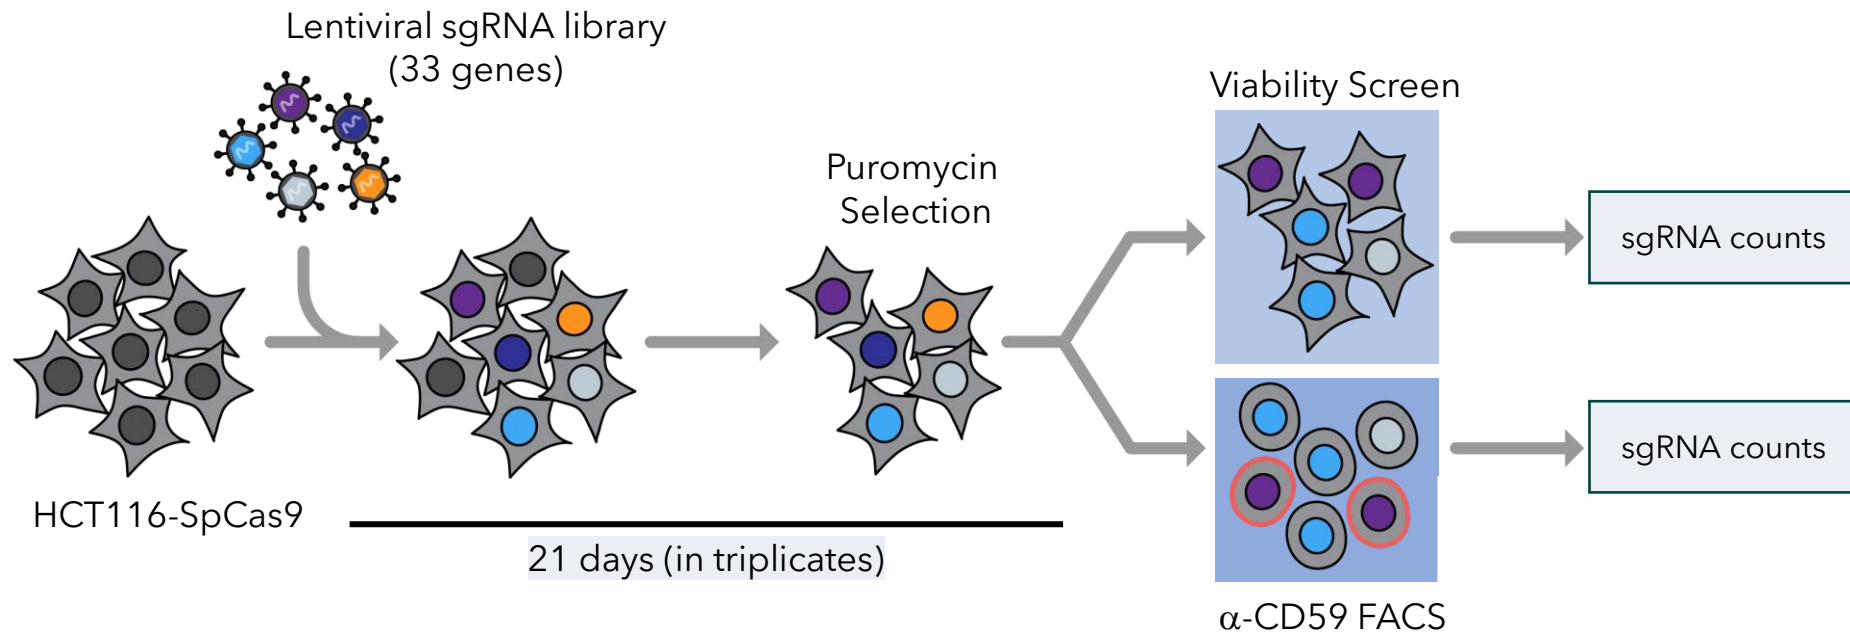 Lentiviral sgRNA library
(33 genes)
Viability Screen
Puromycin
Selection
sgRNA counts
sgRNA counts
HCT116-SpCas9
21 days (in triplicates)
α-CD59 FACS